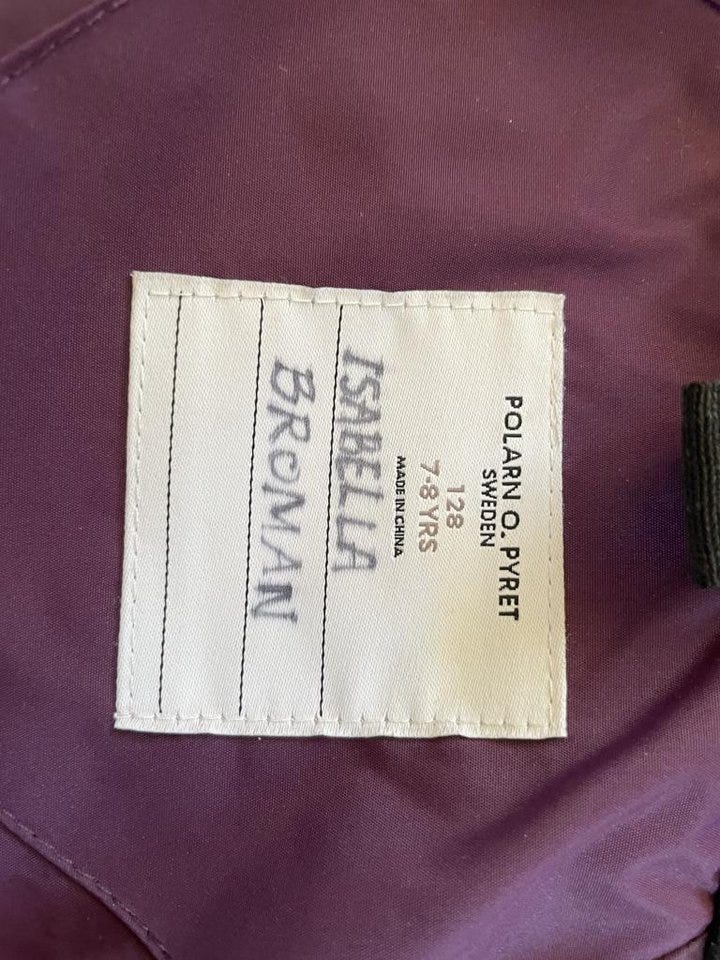 POLARN O. PYRET
SWEDEN
128
7-8 YRS
MADE IN CHINA
ISABELLA
BROMAN